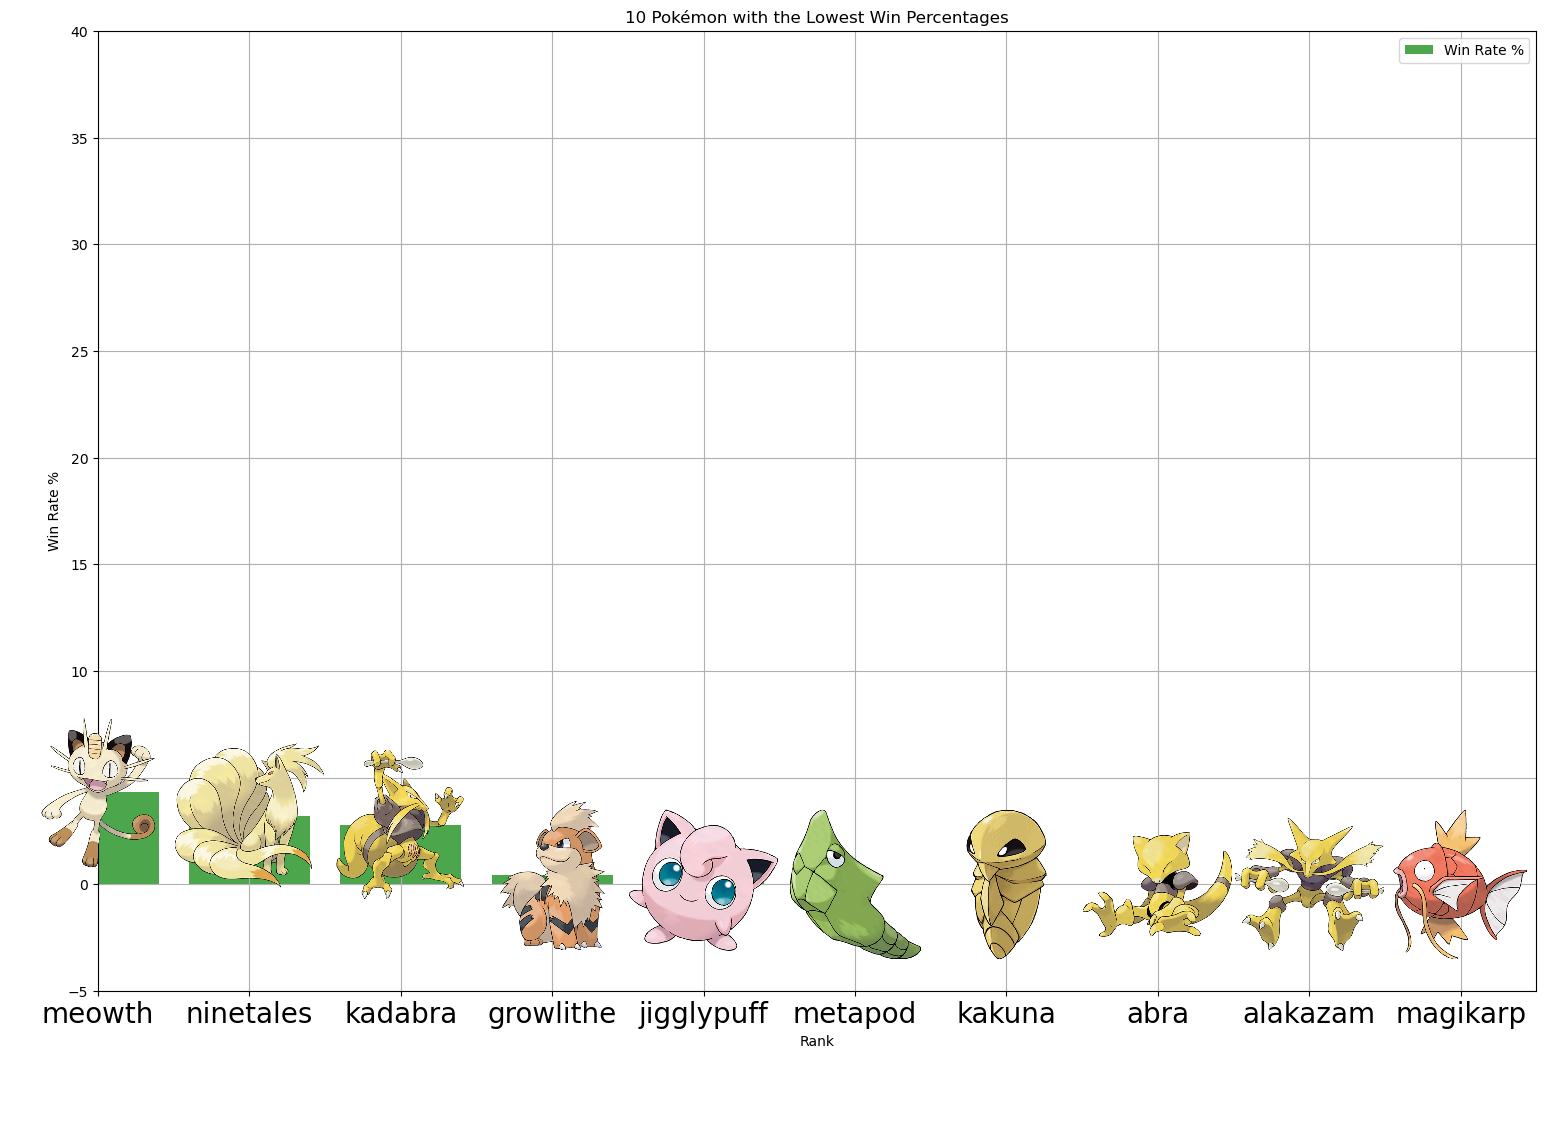 10 Pokémon with the Lowest Win Percentages
Win Rate %
40
35
30
25
20
15
10
0
−5
Win Rate %
meowth ninetales kadabra growlithe jigglypuff metapod kakuna abra alakazam magikarp
Rank